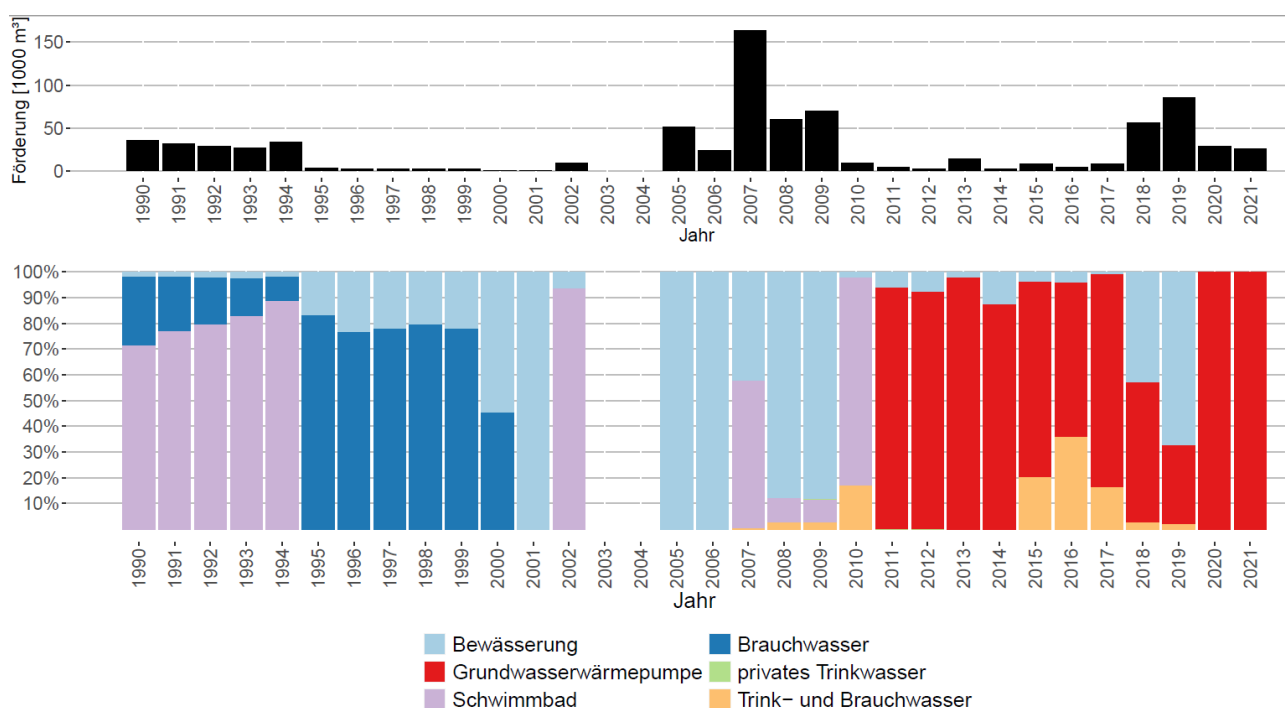 Förderung [1000 m³]
150
100
50
0
1990 1991 1992 1993 1994 1995 1996 1997 1998 1999 2000 2001 2002 2003 2004 2005 2006 2007 2008 2009 2010 2011 2012 2013 2014 2015 2016 2017 2018 2019 2020 2021
Jahr
100%
90%
80%
70%
60%
50%
40%
30%
20%
10%
1990 1991 1992 1993 1994 1995 1996 1997 1998 1999 2000 2001 2002 2003 2004 2005 2006 2007 2008 2009 2010 2011 2012 2013 2014 2015 2016 2017 2018 2019 2020 2021
Jahr
Bewässerung Brauchwasser
Grundwasserwärmepumpe privates Trinkwasser
Schwimmbad Trink− und Brauchwasser